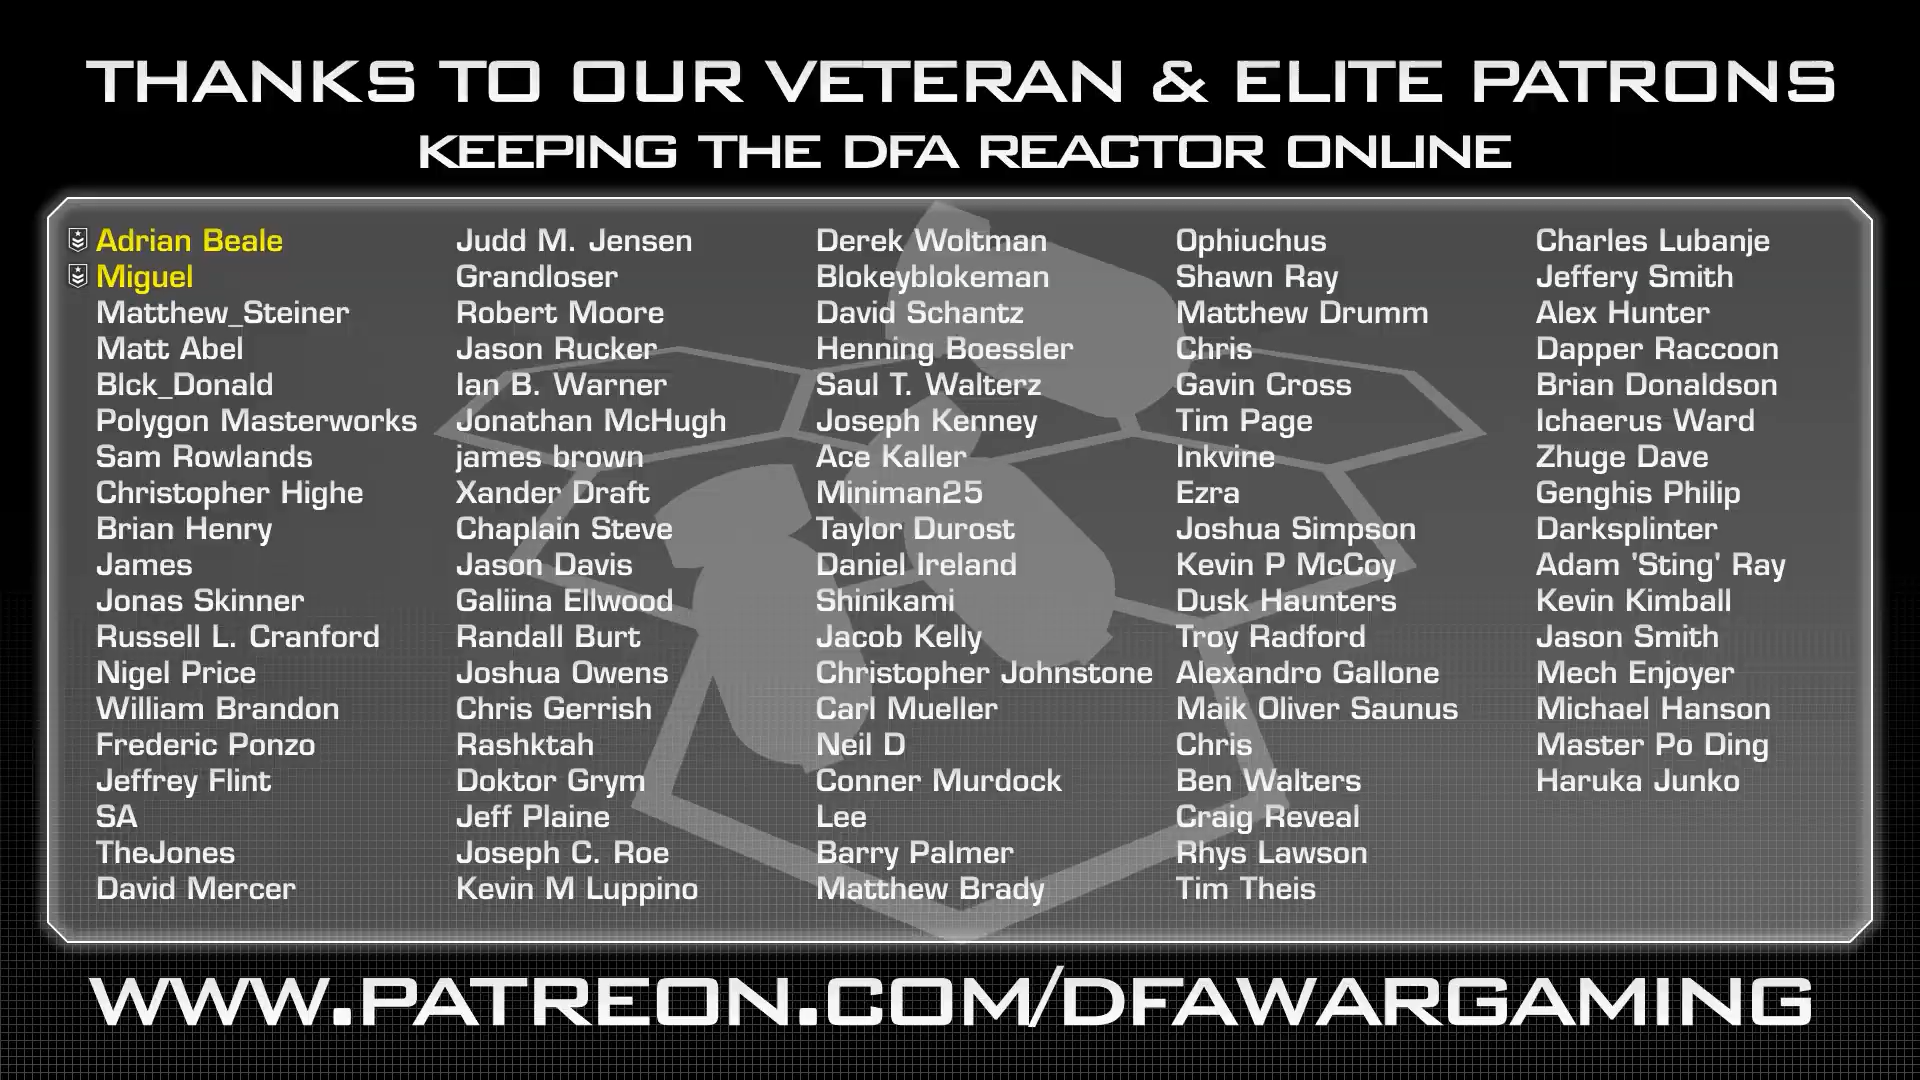 THANKS TO OUR VETERAN & ELITE PATRONS
KEEPING THE DFA REACTOR ONLINE
Adrian Beale
Miguel
Matthew_Steiner
Matt Abel
Blck_Donald
Polygon Masterworks
Sam Rowlands
Christopher Highe
Brian Henry
James
Jonas Skinner
Russell L. Cranford
Nigel Price
William Brandon
Frederic Ponzo
Jeffrey Flint
SA
TheJones
David Mercer
Judd M. Jensen
Grandloser
Robert Moore
Jason Rucker
Ian B. Warner
Jonathan McHugh
james brown
Xander Draft
Chaplain Steve
Jason Davis
Galiina Ellwood
Randall Burt
Joshua Owens
Chris Gerrish
Rashktah
Doktor Grym
Jeff Plaine
Joseph C. Roe
Kevin M Luppino
Derek Woltman
Blokeyblokeman
David Schantz
Henning Boessler
Saul T. Walterz
Joseph Kenney
Ace Kaller
Miniman25
Taylor Durost
Daniel Ireland
Shinikami
Jacob Kelly
Christopher Johnstone
Carl Mueller
Neil D
Conner Murdock
Lee
Barry Palmer
Matthew Brady
Ophiuchus
Shawn Ray
Matthew Drumm
Chris
Gavin Cross
Tim Page
Inkvine
Ezra
Joshua Simpson
Kevin P McCoy
Dusk Haunters
Troy Radford
Alexandro Gallone
Maik Oliver Saunus
Chris
Ben Walters
Craig Reveal
Rhys Lawson
Tim Theis
Charles Lubanje
Jeffery Smith
Alex Hunter
Dapper Raccoon
Brian Donaldson
Ichaerus Ward
Zhuge Dave
Genghis Philip
Darksplinter
Adam 'Sting' Ray
Kevin Kimball
Jason Smith
Mech Enjoyer
Michael Hanson
Master Po Ding
Haruka Junko
WWW.PATREON.COM/DFAWARGAMING